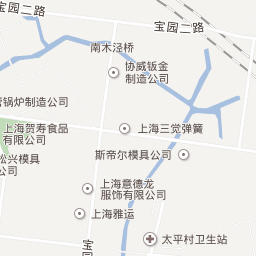 宝园二路
宝园二路
南木泾桥
协威钣金
制造公司
锅炉制造公司
上海贺寿食品
有限公司
上海三觉弹簧
斯帝尔模具公司
松兴模具
公司
上海意德龙
服饰有限公司
上海雅运
宝园
太平村卫生站